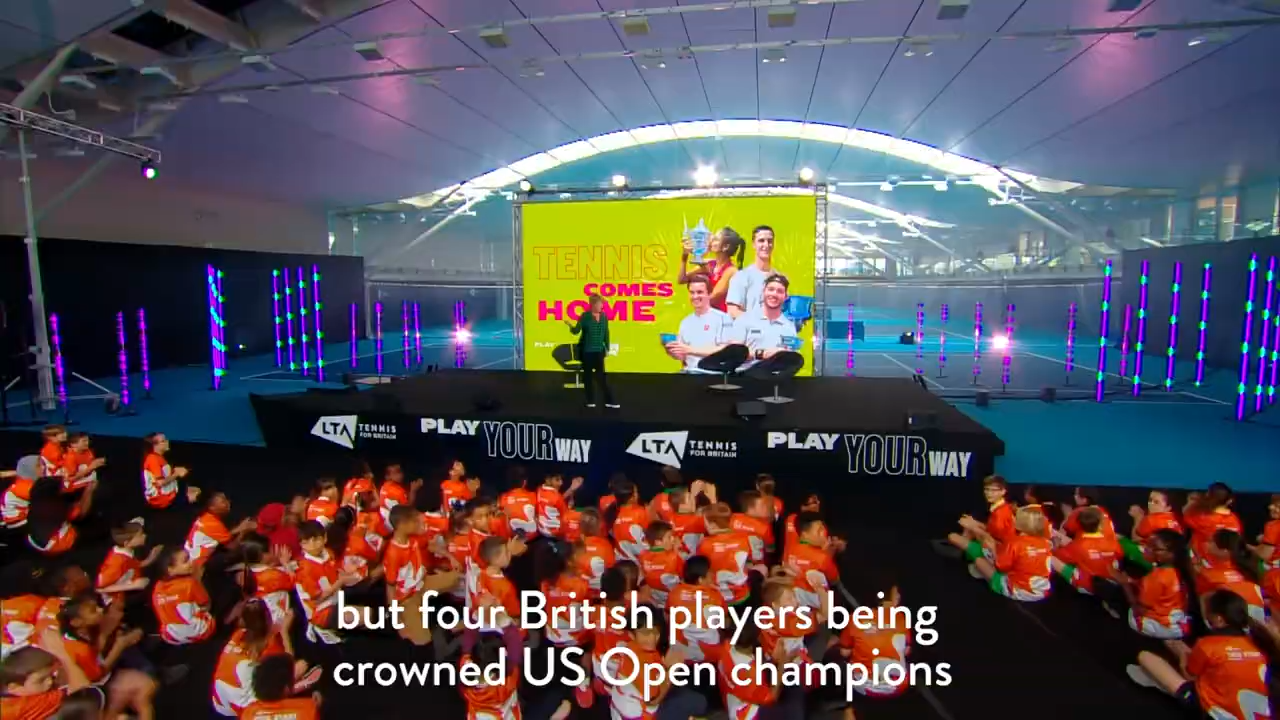 TENNIS
COMES
HOME
PLAY
LTA TENNIS FOR BRITAIN
PLAY YOUR WAY
LTA TENNIS FOR BRITAIN
PLAY YOUR WAY
but four British players being
crowned US Open champions